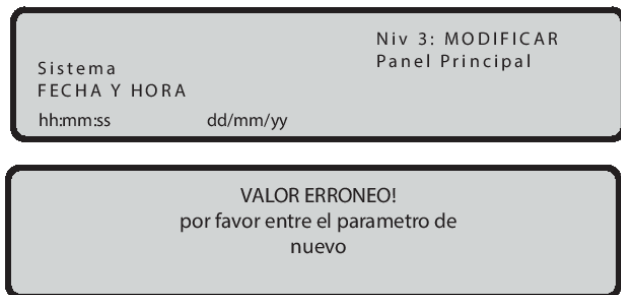 Niv 3: MODIFICAR
Sistema Panel Principal
FECHA Y HORA
hh:mm:ss dd/mm/yy
VALOR ERRONEO!
por favor entre el parametro de
nuevo